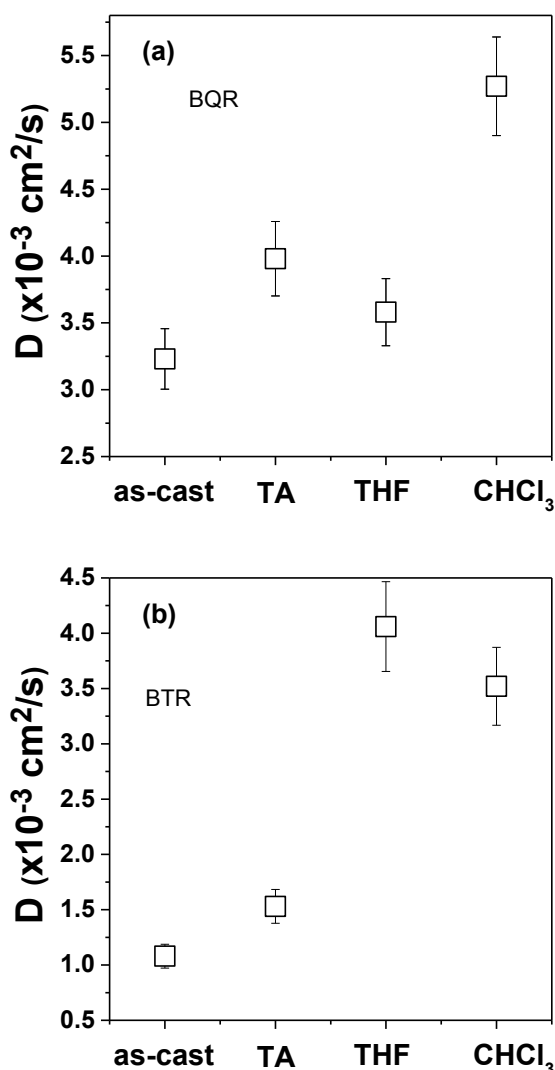 (a)
BQR
D (x10⁻³ cm²/s)
5.5
5.0
4.5
4.0
3.5
3.0
2.5
as-cast TA THF CHCl₃
(b)
BTR
D (x10⁻³ cm²/s)
4.5
4.0
3.5
3.0
2.5
2.0
1.5
1.0
0.5
as-cast TA THF CHCl₃